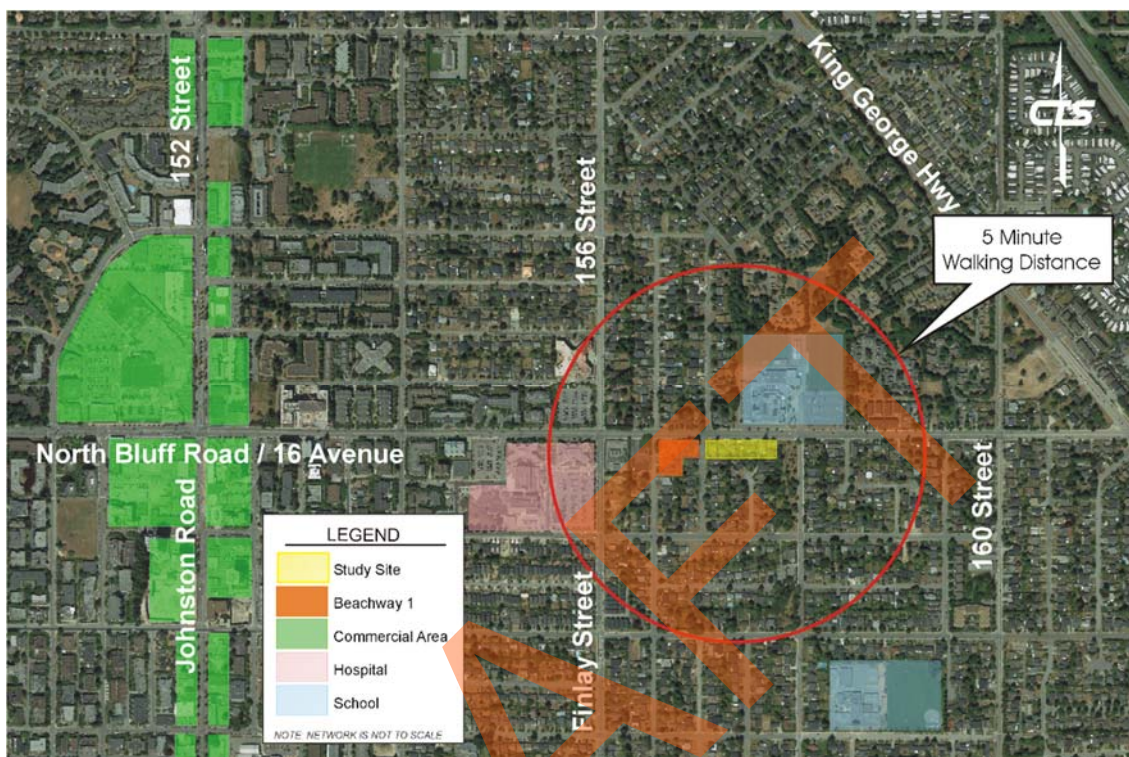 152 Street
King George Hwy
CTS
156 Street
5 Minute
Walking Distance
North Bluff Road / 16 Avenue
LEGEND
Study Site
Beachway 1
Commercial Area
Hospital
School
NOTE: NETWORK IS NOT TO SCALE
Johnston Road
Finlay Street
160 Street
AFT